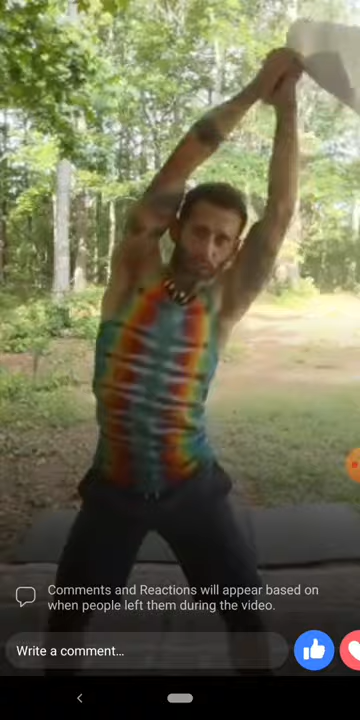 Comments and Reactions will appear based on
when people left them during the video.
Write a comment...